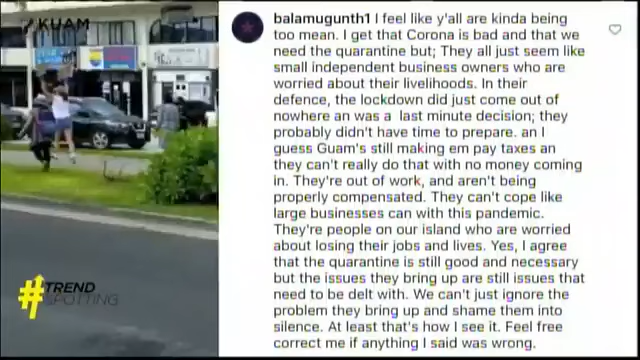 KUAM
balamugunth1 I feel like y'all are kinda being
too mean. I get that Corona is bad and that we
need the quarantine but; They all just seem like
small independent business owners who are
worried about their livelihoods. In their
defence, the lockdown did just come out of
nowhere an was a last minute decision; they
probably didn't have time to prepare. an I
guess Guam's still making em pay taxes an
they can't really do that with no money coming
in. They're out of work, and aren't being
properly compensated. They can't cope like
large businesses can with this pandemic.
They're people on our island who are worried
about losing their jobs and lives. Yes, I agree
that the quarantine is still good and necessary
but the issues they bring up are still issues that
need to be delt with. We can't just ignore the
problem they bring up and shame them into
silence. At least that's how I see it. Feel free
correct me if anything I said was wrong.
#TREND
SPOTTING